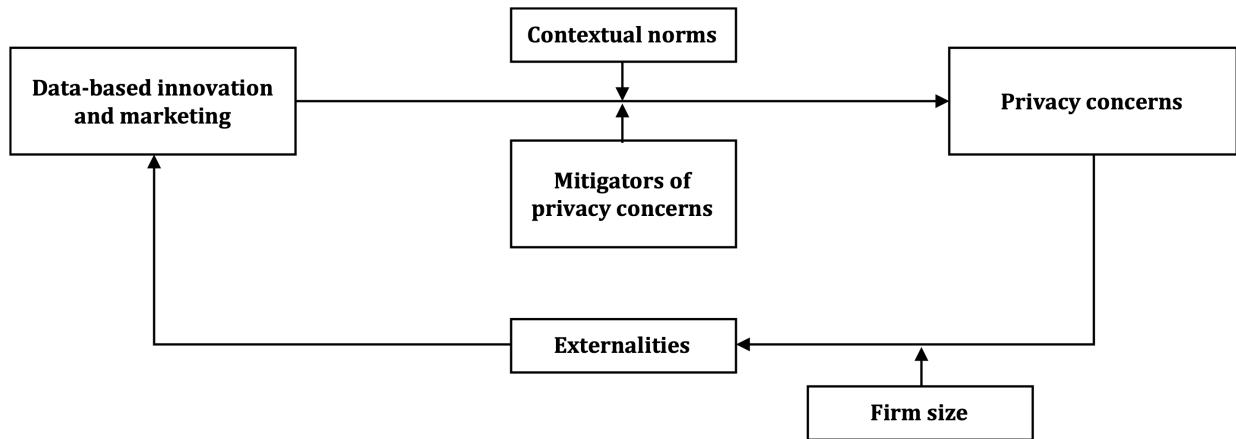 Contextual norms
Data-based innovation
and marketing
Privacy concerns
Mitigators of
privacy concerns
Externalities
Firm size